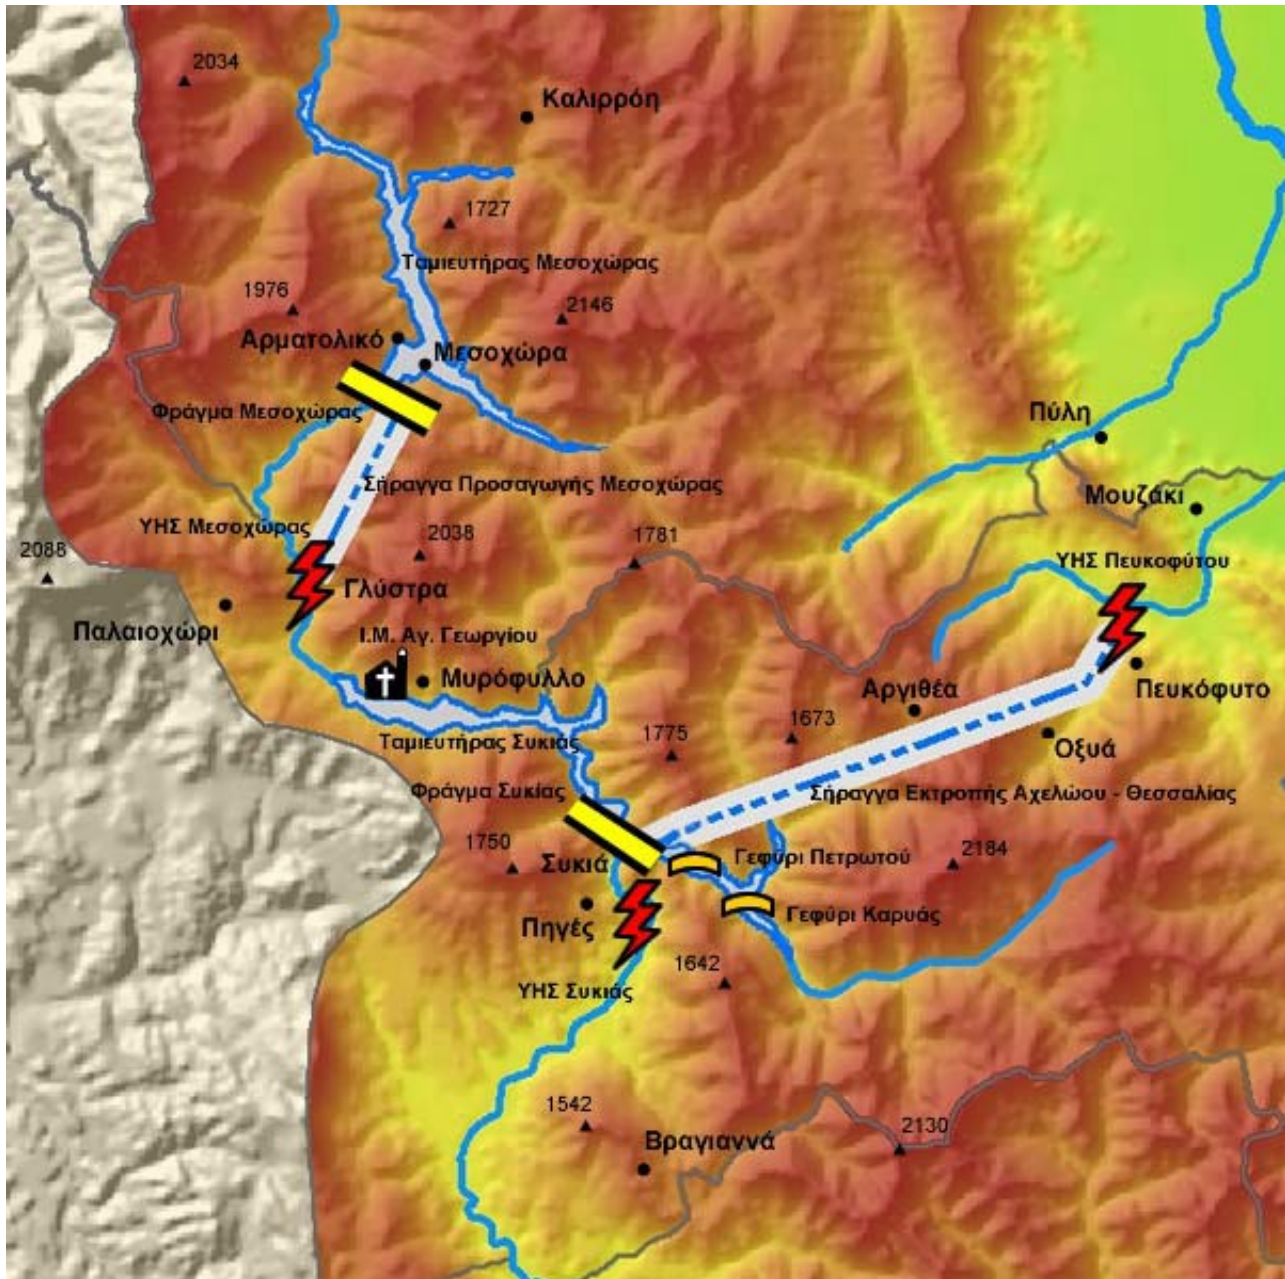 2034
Καλιρρόη
1727
Ταμιευτήρας Μεσοχώρας
1976
2146
Αρματολικό
Μεσοχώρα
Φράγμα Μεσοχώρας
Πύλη
Σήραγγα Προσαγωγής Μεσοχώρας
Μουζάκι
ΥΗΣ Μεσοχώρας
2038
1781
2088
ΥΗΣ Πευκοφύτου
Γλύστρα
Παλαιοχώρι
Ι.Μ. Αγ. Γεωργίου
Μυρόφυλλο
Αργιθέα
Πευκόφυτο
Ταμιευτήρας Συκιάς
1775
1673
Οξυά
Φράγμα Συκίας
Σήραγγα Εκτροπής Αχελώου - Θεσσαλίας
1750
Συκιά
Γεφύρι Πετρωτού
2184
Πηγές
Γεφύρι Καρυάς
1642
ΥΗΣ Συκιάς
1542
2130
Βραγιαννά